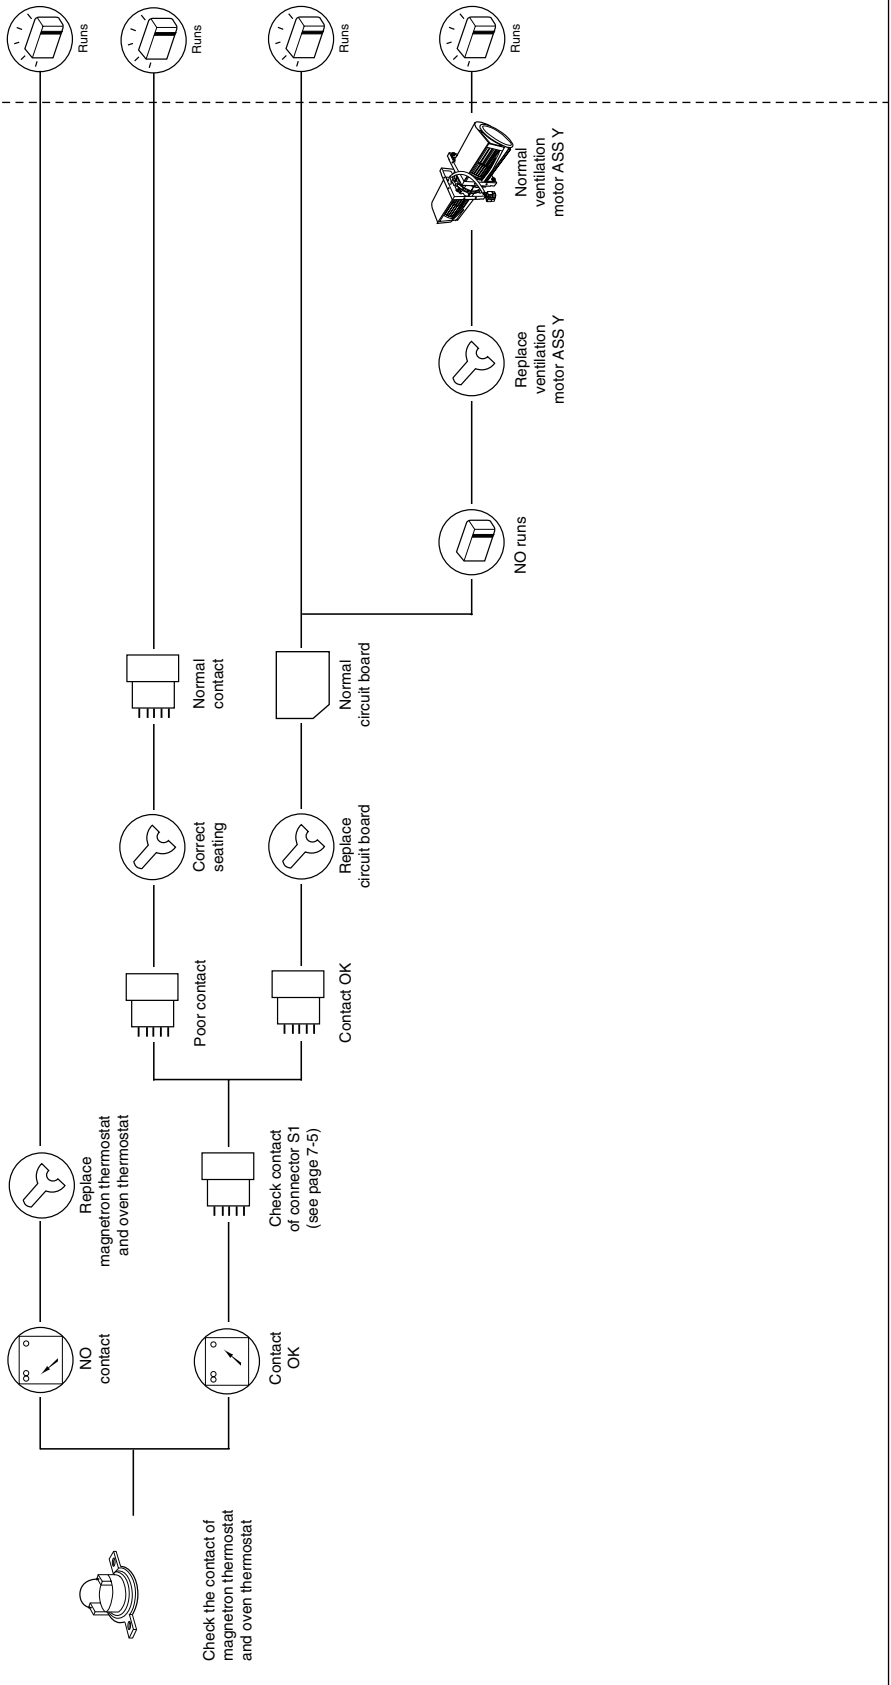 Check the contact of
magnetron thermostat
and oven thermostat
NO
contact
Replace
magnetron thermostat
and oven thermostat
Runs
Contact
OK
Check contact
of connector S1
(see page 7-5)
Poor contact
Correct
seating
Normal
contact
Runs
Contact OK
Replace
circuit board
Normal
circuit board
Runs
NO runs
Replace
ventilation
motor ASS Y
Normal
ventilation
motor ASS Y
Runs